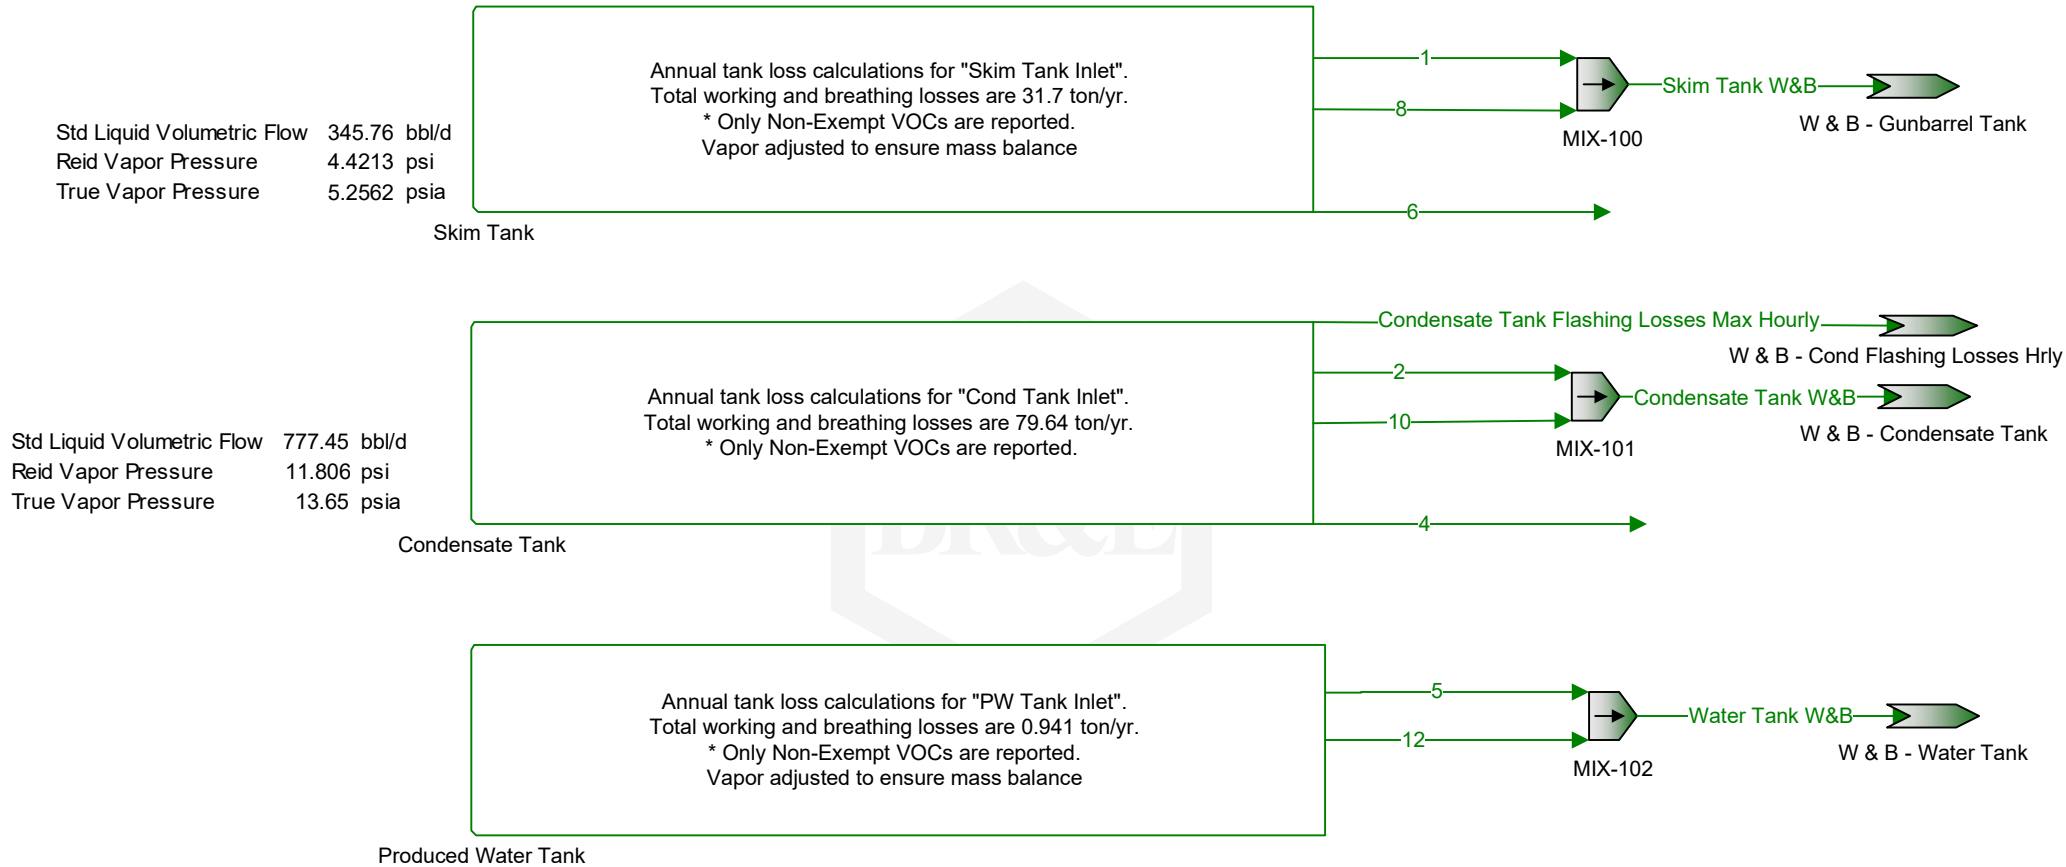 Annual tank loss calculations for "Skim Tank Inlet".
Total working and breathing losses are 31.7 ton/yr.
* Only Non-Exempt VOCs are reported.
Vapor adjusted to ensure mass balance
Std Liquid Volumetric Flow 345.76 bbl/d
Reid Vapor Pressure 4.4213 psi
True Vapor Pressure 5.2562 psia
Skim Tank
1
8
6
MIX-100
Skim Tank W&B
W & B - Gunbarrel Tank
Annual tank loss calculations for "Cond Tank Inlet".
Total working and breathing losses are 79.64 ton/yr.
* Only Non-Exempt VOCs are reported.
Std Liquid Volumetric Flow 777.45 bbl/d
Reid Vapor Pressure 11.806 psi
True Vapor Pressure 13.65 psia
Condensate Tank
Condensate Tank Flashing Losses Max Hourly
W & B - Cond Flashing Losses Hrly
2
10
4
MIX-101
Condensate Tank W&B
W & B - Condensate Tank
BR&E
Annual tank loss calculations for "PW Tank Inlet".
Total working and breathing losses are 0.941 ton/yr.
* Only Non-Exempt VOCs are reported.
Vapor adjusted to ensure mass balance
Produced Water Tank
5
12
MIX-102
Water Tank W&B
W & B - Water Tank